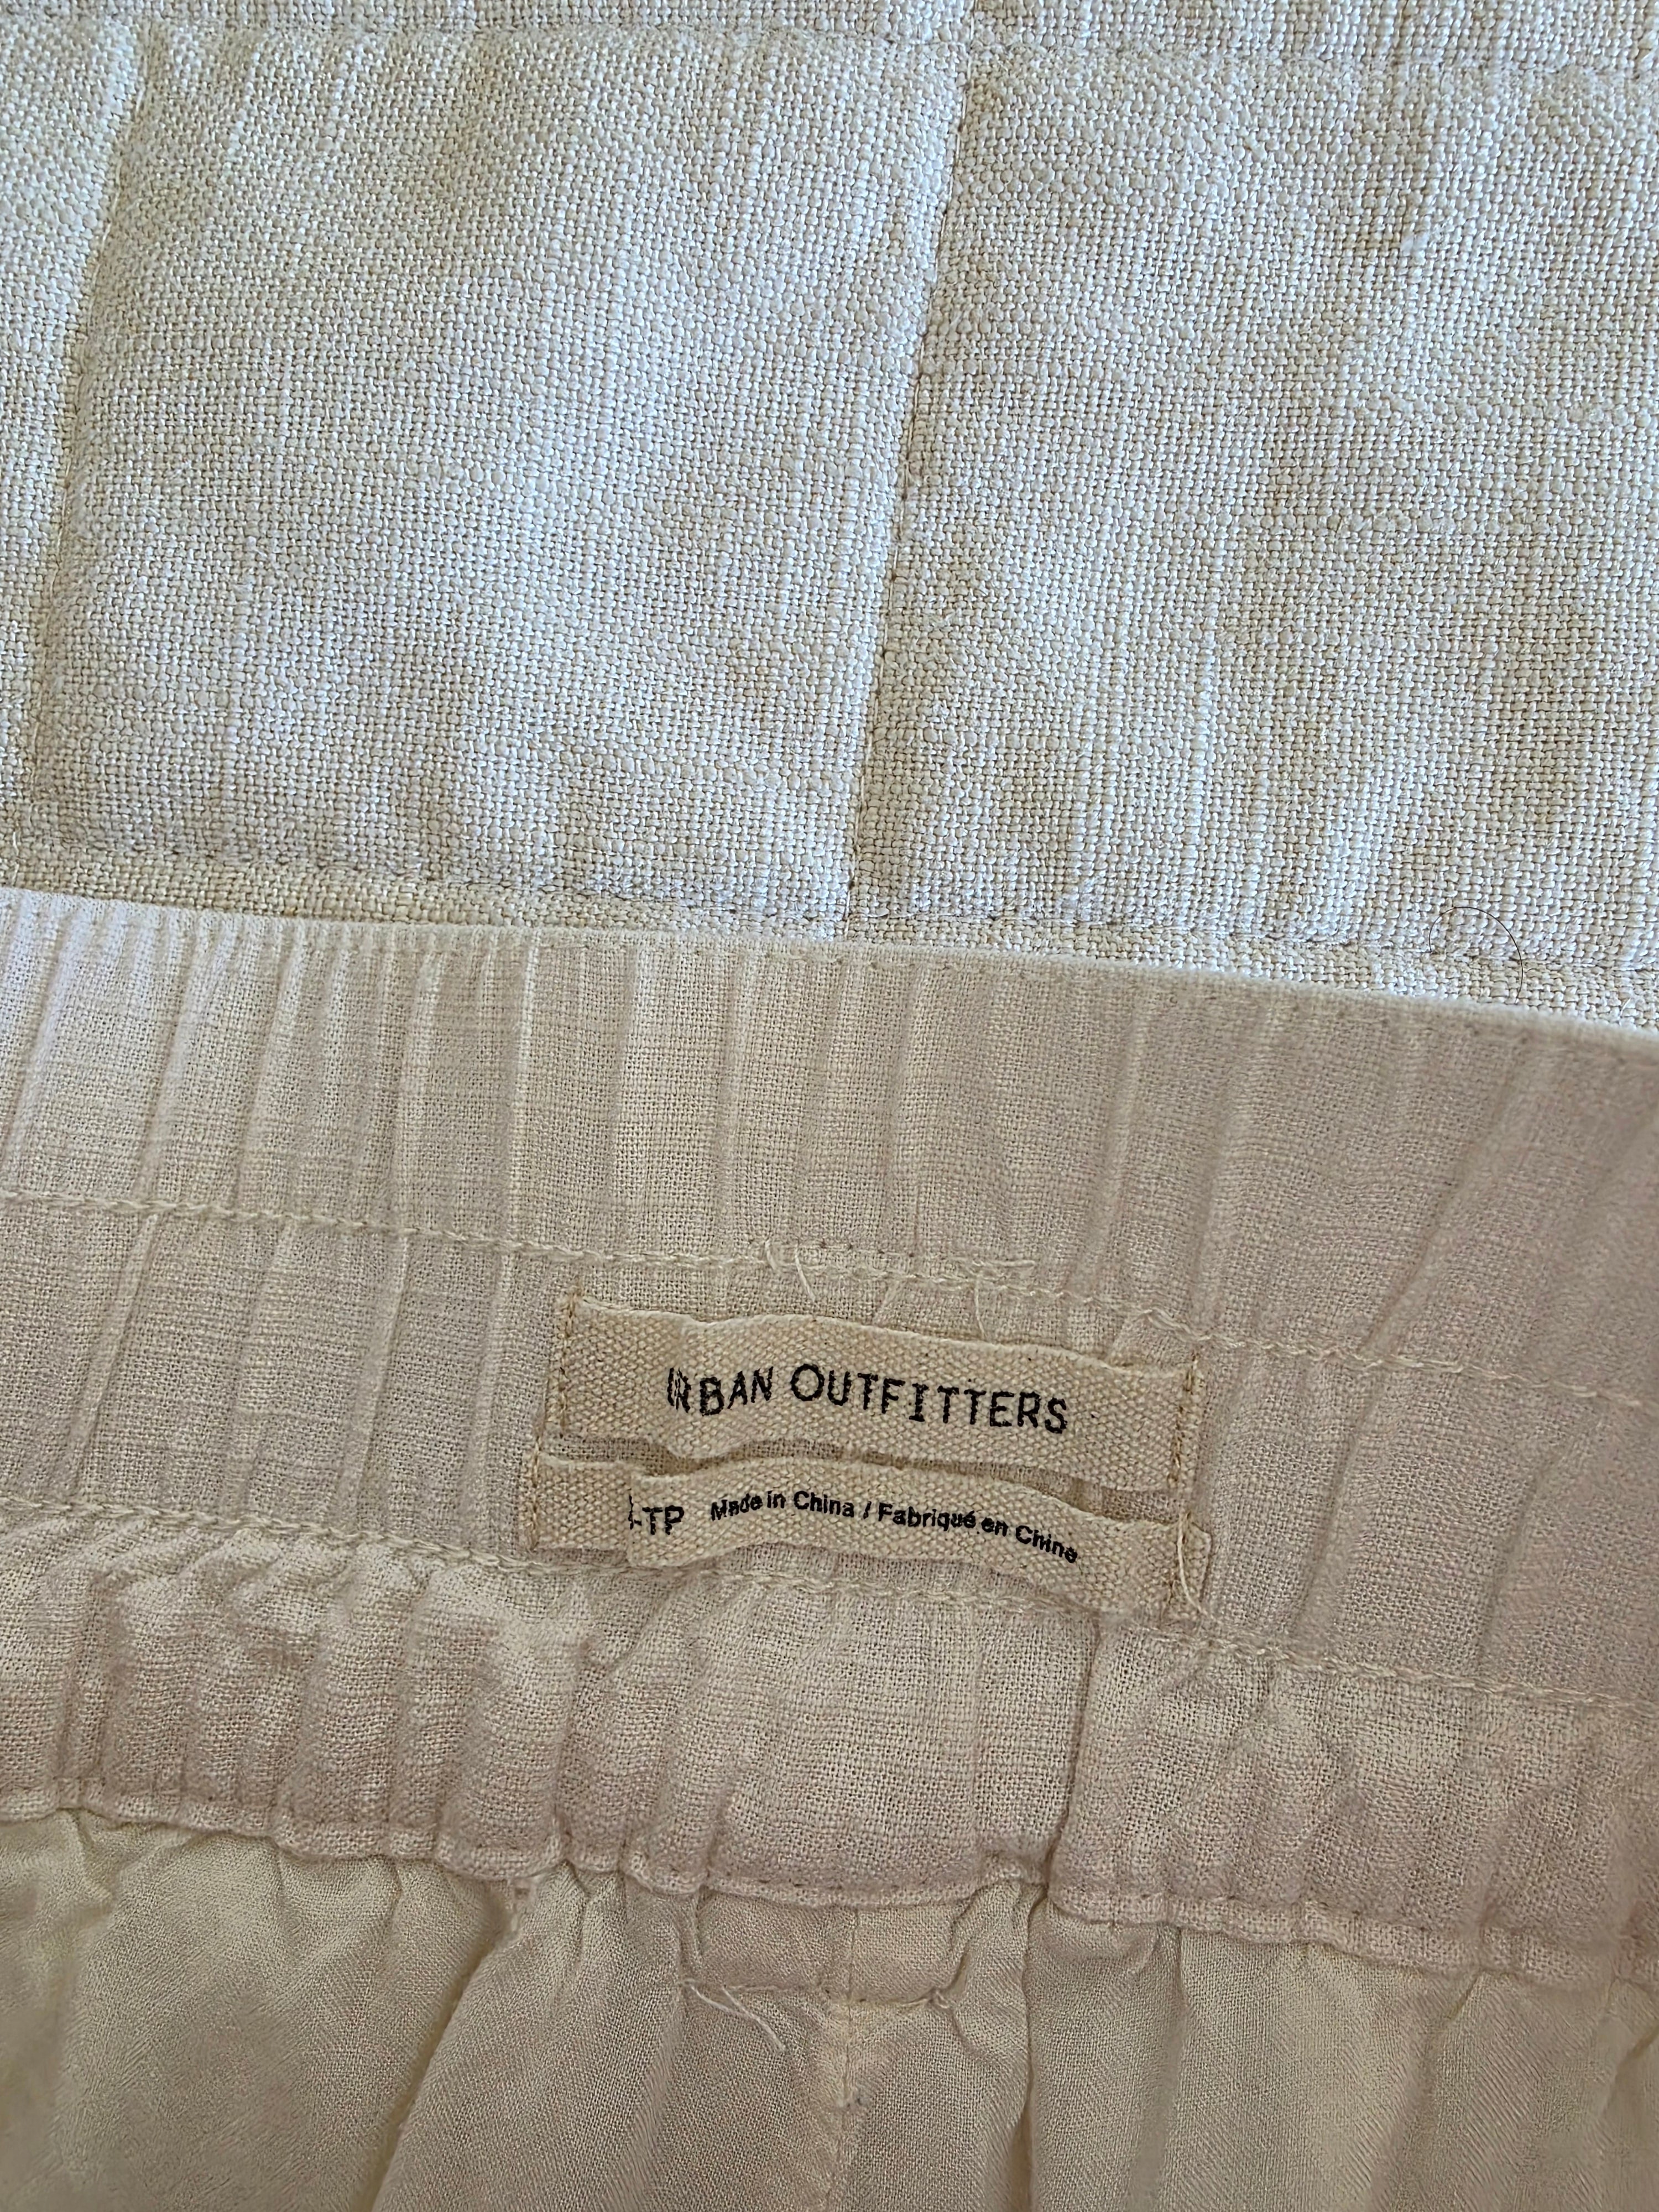 URBAN OUTFITTERS
-TP Made in China / Fabriqué en Chine